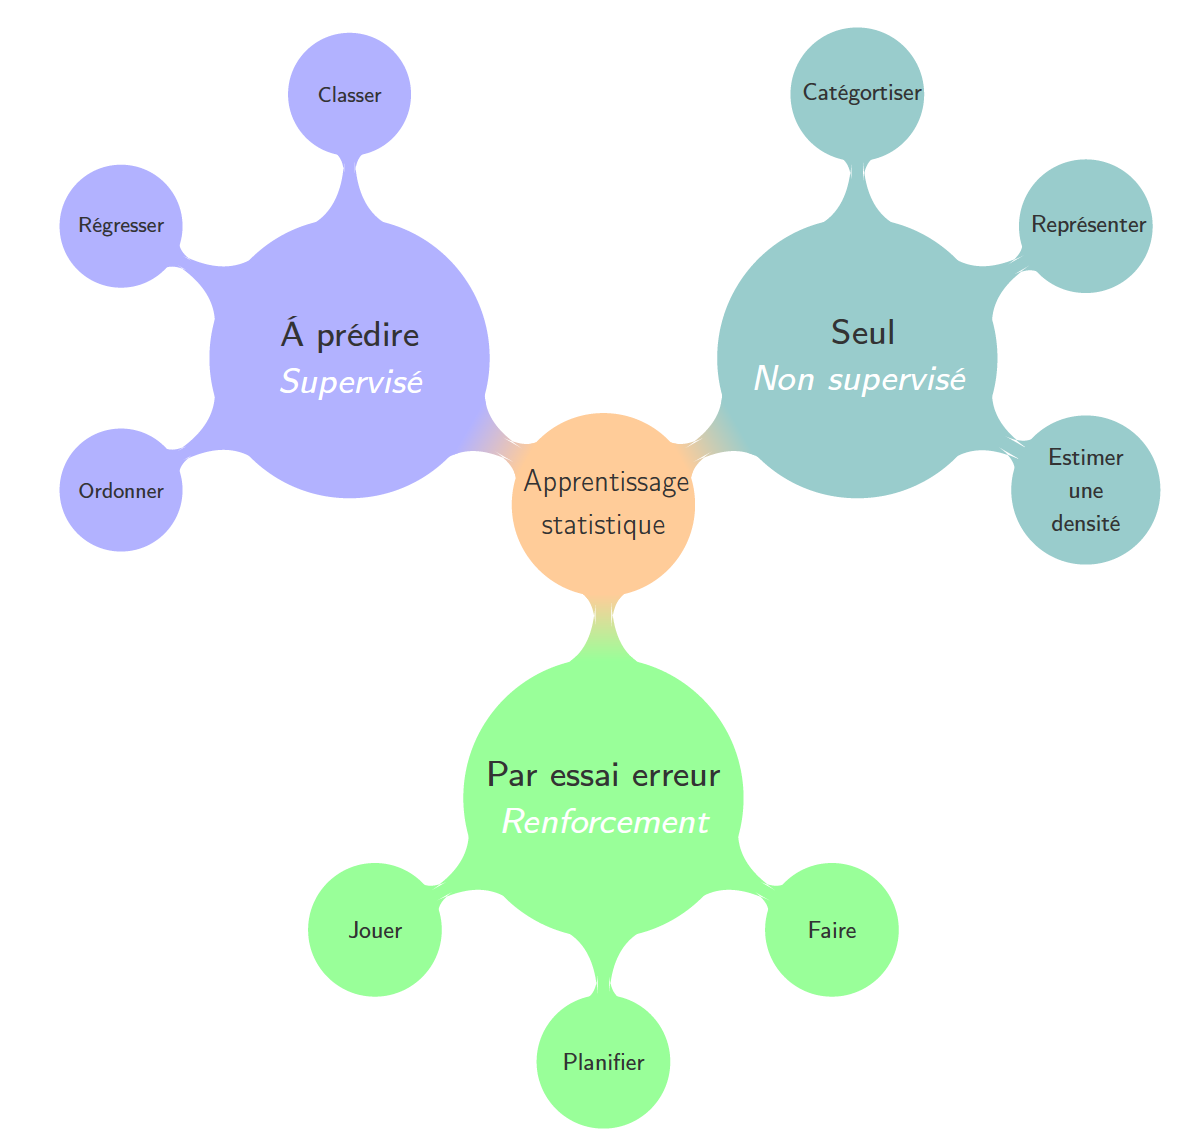 Classer
Catégortiser
Régresser
Représenter
Á prédire
Supervisé
Seul
Non supervisé
Ordonner
Estimer
une
densité
Apprentissage
statistique
Par essai erreur
Renforcement
Jouer
Faire
Planifier